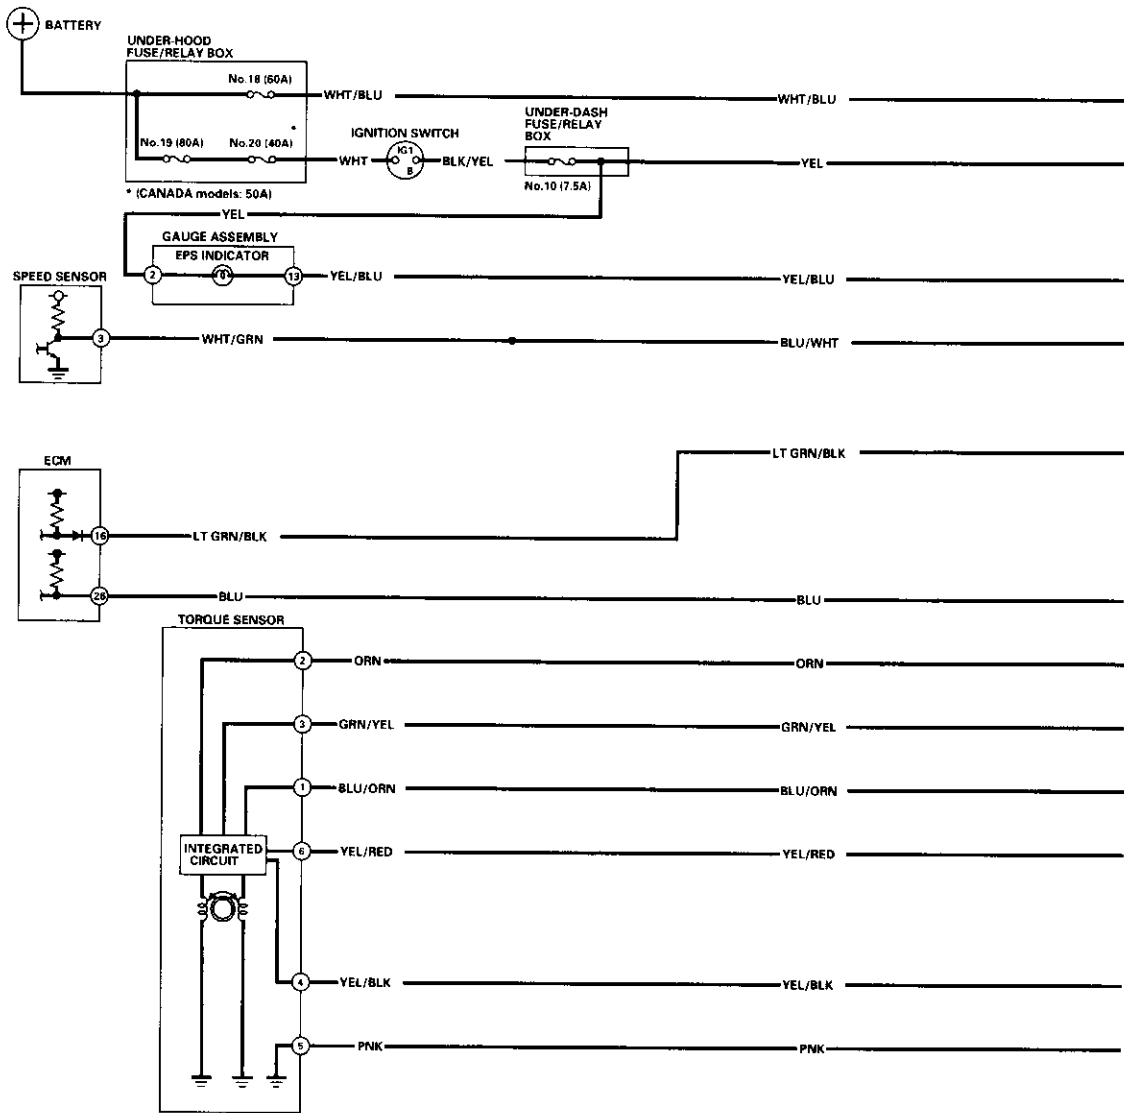 + BATTERY
UNDER-HOOD
FUSE/RELAY BOX
No.18 (60A)
WHT/BLU
WHT/BLU
No.19 (80A)
No.20 (40A)
*
WHT
IGNITION SWITCH
IG1
B
BLK/YEL
UNDER-DASH
FUSE/RELAY
BOX
No.10 (7.5A)
YEL
* (CANADA models: 50A)
YEL
GAUGE ASSEMBLY
EPS INDICATOR
2
13
YEL/BLU
YEL/BLU
SPEED SENSOR
3
WHT/GRN
BLU/WHT
ECM
LT GRN/BLK
16
LT GRN/BLK
BLU
BLU
TORQUE SENSOR
2
ORN
ORN
3
GRN/YEL
GRN/YEL
1
BLU/ORN
BLU/ORN
INTEGRATED
CIRCUIT
6
YEL/RED
YEL/RED
4
YEL/BLK
YEL/BLK
5
PNK
PNK